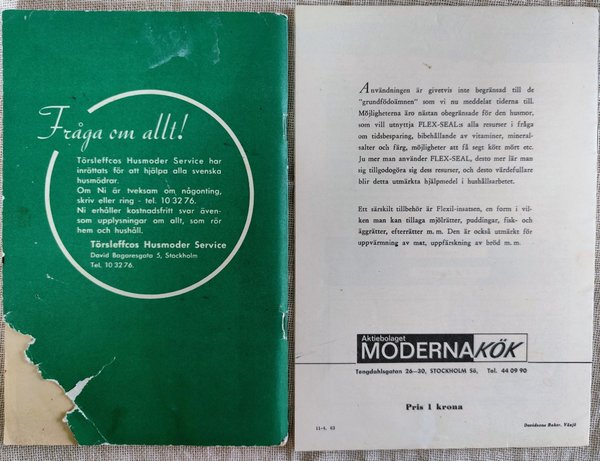 Fråga om allt!
Törsleffcos Husmoder Service har
inrättats för att hjälpa alla svenska
husmödrar.
Om Ni är tveksam om någonting,
skriv eller ring - tel. 10 32 76.
Ni erhåller kostnadsfritt svar även-
som upplysningar om allt, som rör
hem och hushåll.
Törsleffcos Husmoder Service
David Bagaresgata 5, Stockholm
Tel. 10 32 76.
Användningen är givetvis inte begränsad till de
"grundfödoämnen" som vi nu meddelat tiderna till.
Möjligheterna äro nästan obegränsade för den husmor,
som vill utnyttja FLEX-SEAL:s alla resurser i fråga
om tidsbesparing, bibehållande av vitaminer, mineral-
salter och färg, möjligheter att få segt kött mört etc.
Ju mer man använder FLEX-SEAL, desto mer lär man
sig tillgodogöra sig dess resurser, och desto värdefullare
blir detta utmärkta hjälpmedel i hushållsarbetet.
Ett särskilt tillbehör är Flexil-insatsen, en form i vil-
ken man kan tillaga mjölrätter, puddingar, fisk- och
äggrätter, efterrätter m. m. Den är också utmärkt för
uppvärmning av mat, uppfärskning av bröd m. m.
Aktiebolaget
MODERNA KÖK
Tengdahlsgatan 26—30, STOCKHOLM Sö, Tel. 44 09 90
Pris 1 krona
11-4. 63 Davidsons Boktr. Växjö